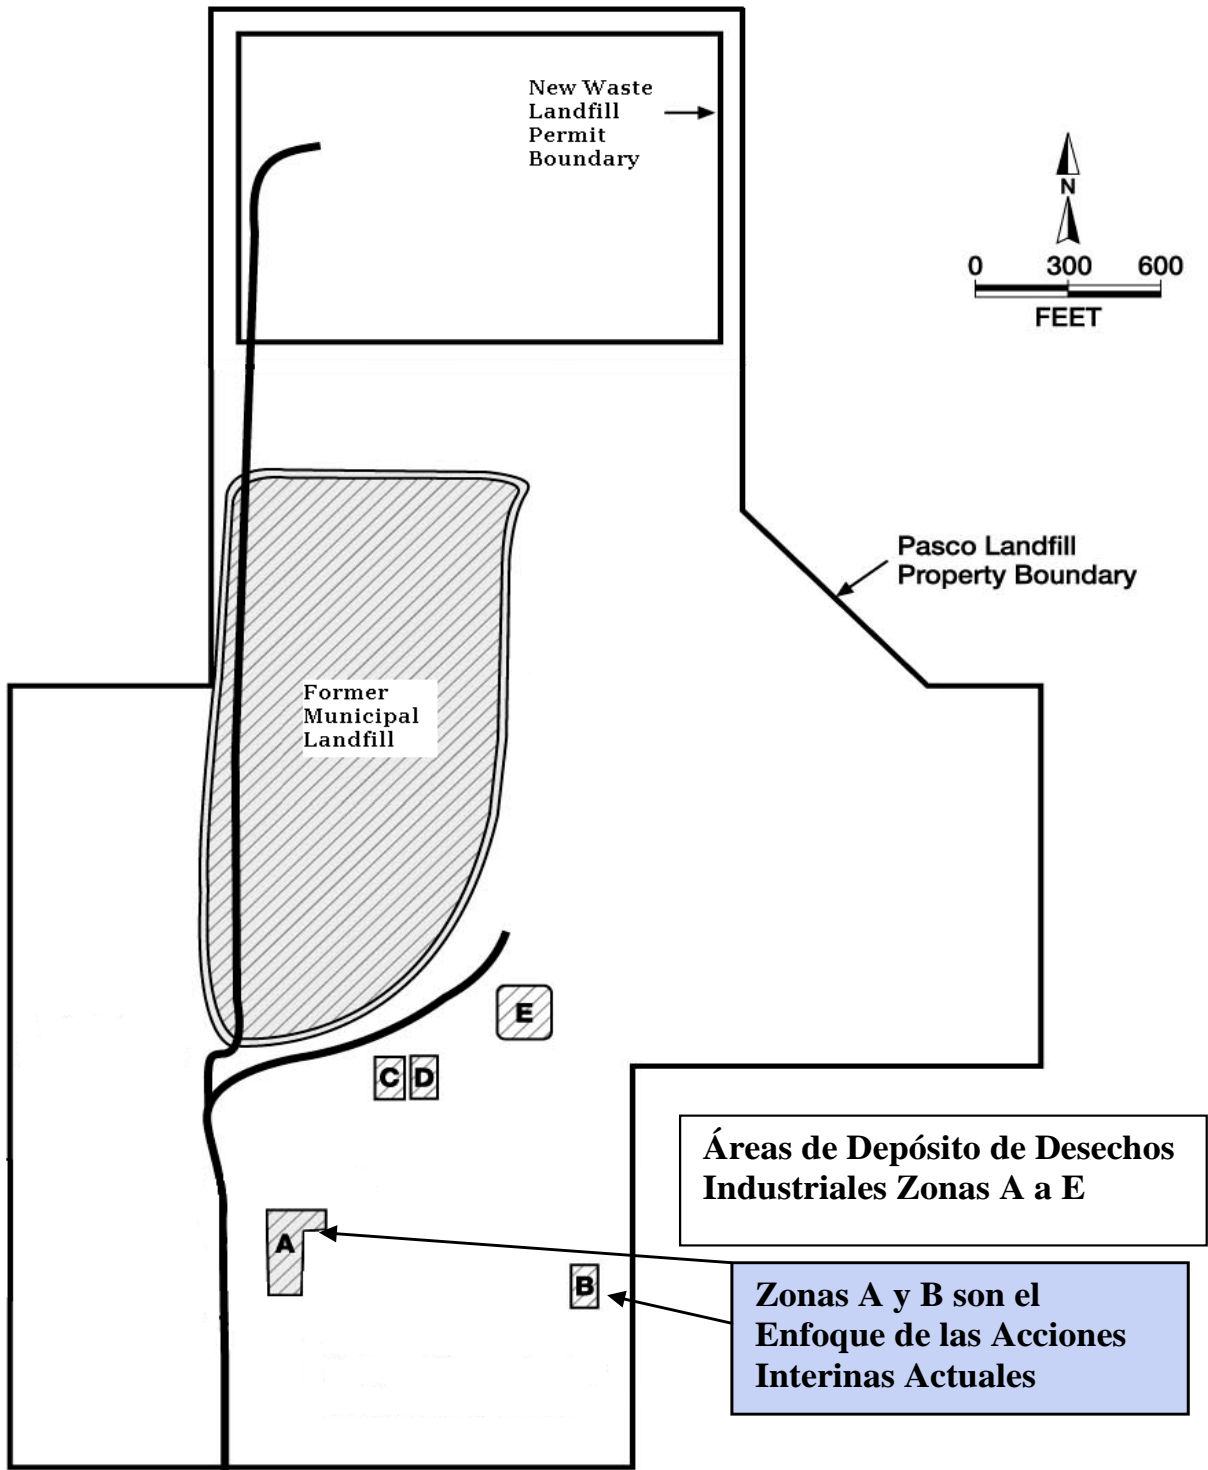 New Waste
Landfill
Permit
Boundary
N
0 300 600
FEET
Pasco Landfill
Property Boundary
Former
Municipal
Landfill
E
C D
Áreas de Depósito de Desechos
Industriales Zonas A a E
A
B
Zonas A y B son el
Enfoque de las Acciones
Interinas Actuales